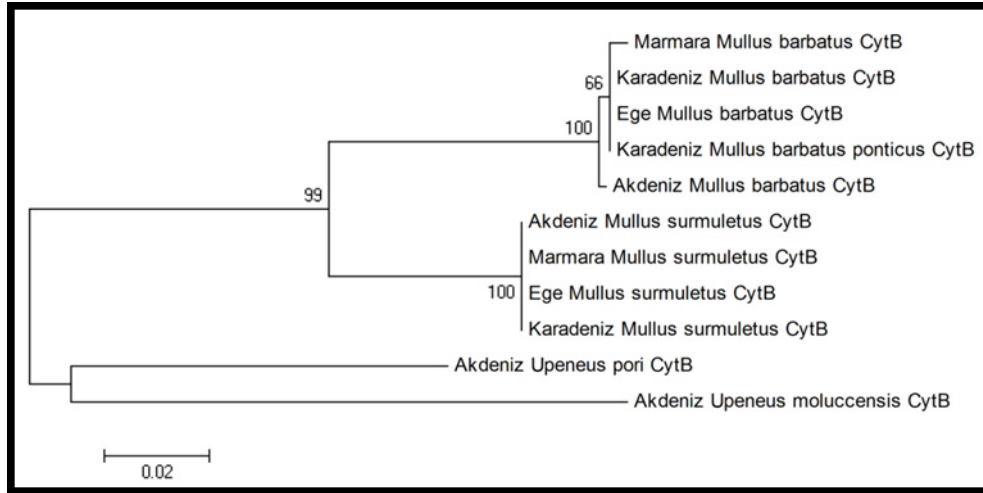 Marmara Mullus barbatus CytB
66
Karadeniz Mullus barbatus CytB
Ege Mullus barbatus CytB
100
Karadeniz Mullus barbatus ponticus CytB
Akdeniz Mullus barbatus CytB
99
Akdeniz Mullus surmuletus CytB
Marmara Mullus surmuletus CytB
100
Ege Mullus surmuletus CytB
Karadeniz Mullus surmuletus CytB
Akdeniz Upeneus pori CytB
Akdeniz Upeneus moluccensis CytB
0.02